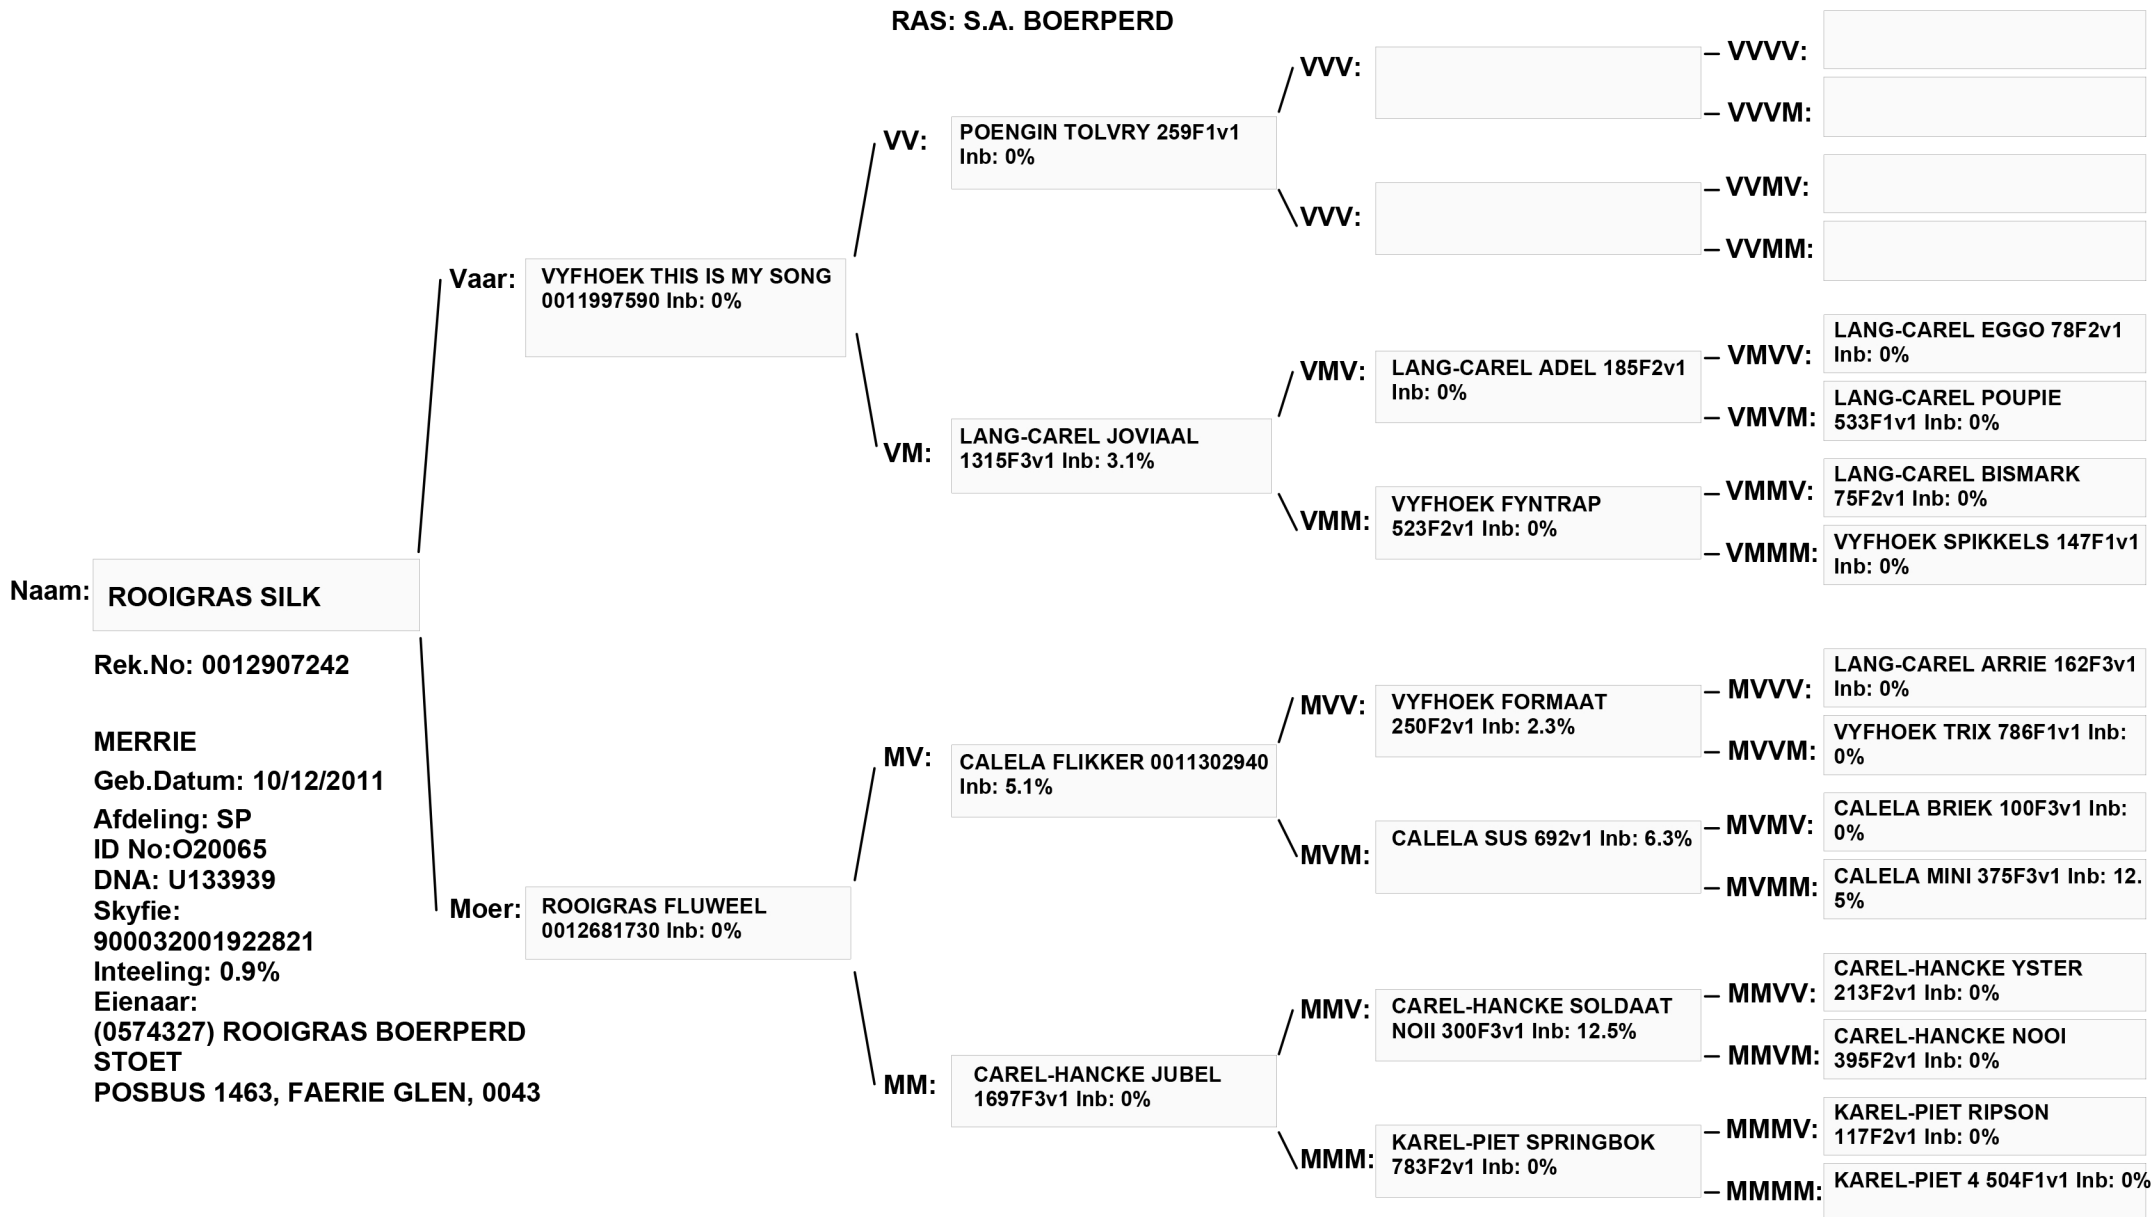 RAS: S.A. BOERPERD
Naam:
ROOIGRAS SILK
Rek.No: 0012907242
MERRIE
Geb.Datum: 10/12/2011
Afdeling: SP
ID No:O20065
DNA: U133939
Skyfie:
900032001922821
Inteeling: 0.9%
Eienaar:
(0574327) ROOIGRAS BOERPERD
STOET
POSBUS 1463, FAERIE GLEN, 0043
Vaar:
VYFHOEK THIS IS MY SONG
0011997590 Inb: 0%
Moer:
ROOIGRAS FLUWEEL
0012681730 Inb: 0%
VV:
POENGIN TOLVRY 259F1v1
Inb: 0%
VM:
LANG-CAREL JOVIAAL
1315F3v1 Inb: 3.1%
MV:
CALELA FLIKKER 0011302940
Inb: 5.1%
MM:
CAREL-HANCKE JUBEL
1697F3v1 Inb: 0%
VVV:
VVV:
VMV:
LANG-CAREL ADEL 185F2v1
Inb: 0%
VMM:
VYFHOEK FYNTRAP
523F2v1 Inb: 0%
MVV:
VYFHOEK FORMAAT
250F2v1 Inb: 2.3%
MVM:
CALELA SUS 692v1 Inb: 6.3%
MMV:
CAREL-HANCKE SOLDAAT
NOII 300F3v1 Inb: 12.5%
MMM:
KAREL-PIET SPRINGBOK
783F2v1 Inb: 0%
VVVV:
VVVM:
VVMV:
VVMM:
VMVV:
LANG-CAREL EGGO 78F2v1
Inb: 0%
VMVM:
LANG-CAREL POUPIE
533F1v1 Inb: 0%
VMMV:
LANG-CAREL BISMARK
75F2v1 Inb: 0%
VMMM:
VYFHOEK SPIKKELS 147F1v1
Inb: 0%
MVVV:
LANG-CAREL ARRIE 162F3v1
Inb: 0%
MVVM:
VYFHOEK TRIX 786F1v1 Inb:
0%
MVMV:
CALELA BRIEK 100F3v1 Inb:
0%
MVMM:
CALELA MINI 375F3v1 Inb: 12.
5%
MMVV:
CAREL-HANCKE YSTER
213F2v1 Inb: 0%
MMVM:
CAREL-HANCKE NOOI
395F2v1 Inb: 0%
MMMV:
KAREL-PIET RIPSON
117F2v1 Inb: 0%
MMMM:
KAREL-PIET 4 504F1v1 Inb: 0%